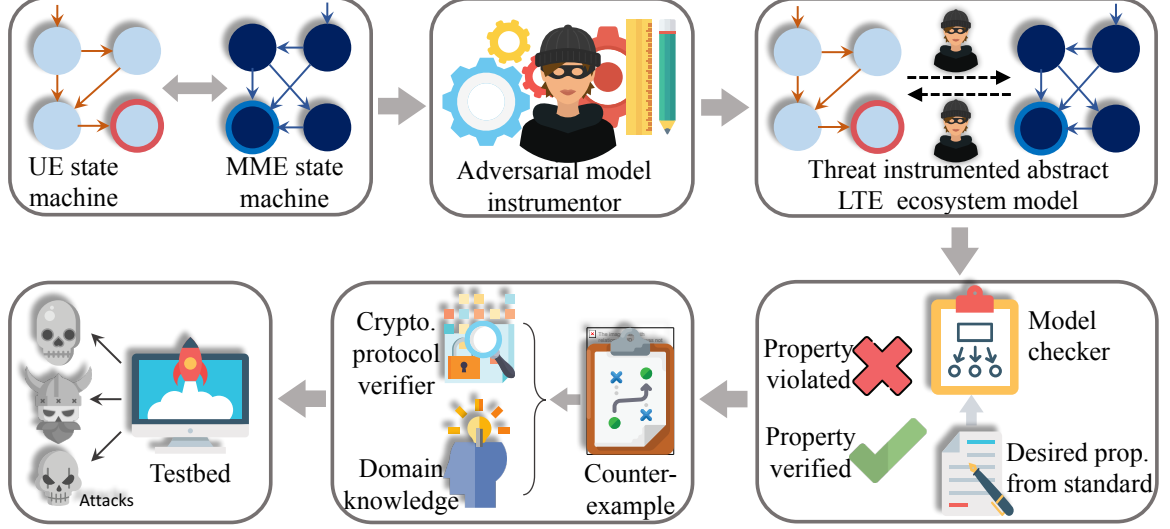 UE state
machine
MME state
machine
Adversarial model
instrumentor
Threat instrumented abstract
LTE ecosystem model
Model
checker
Property
violated
Property
verified
Desired prop.
from standard
Crypto.
protocol
verifier
Domain
knowledge
Counter-
example
Testbed
Attacks